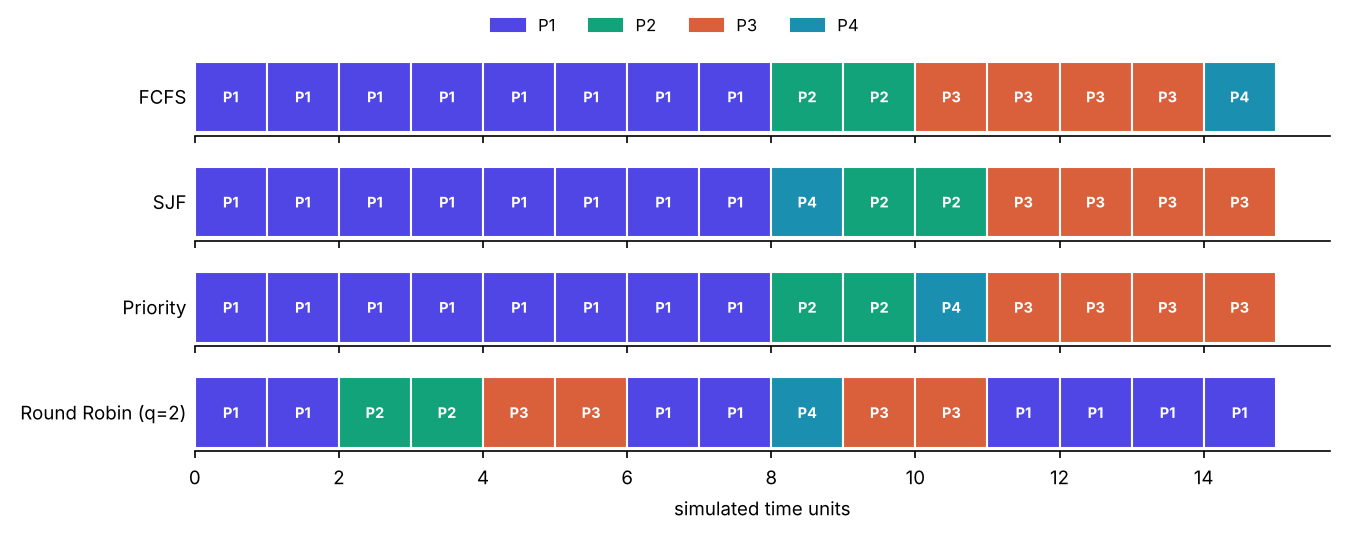 P1 P2 P3 P4
FCFS P1 P1 P1 P1 P1 P1 P1 P1 P2 P2 P3 P3 P3 P3 P4
SJF P1 P1 P1 P1 P1 P1 P1 P1 P4 P2 P2 P3 P3 P3 P3
Priority P1 P1 P1 P1 P1 P1 P1 P1 P2 P2 P4 P3 P3 P3 P3
Round Robin (q=2) P1 P1 P2 P2 P3 P3 P1 P1 P4 P3 P3 P1 P1 P1 P1
0 2 4 6 8 10 12 14
simulated time units